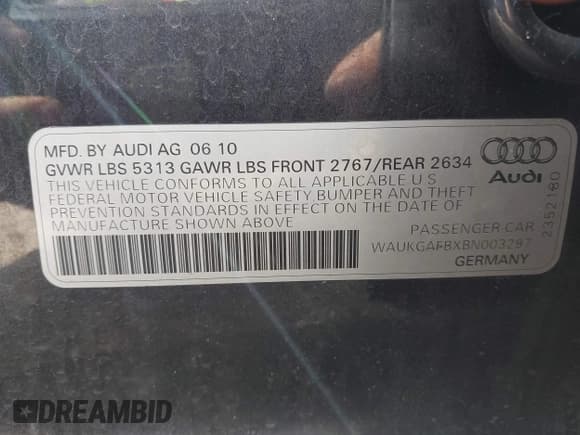 MFD. BY AUDI AG 06 10
GVWR LBS 5313 GAWR LBS FRONT 2767/REAR 2634
THIS VEHICLE CONFORMS TO ALL APPLICABLE U S
FEDERAL MOTOR VEHICLE SAFETY BUMPER AND THEFT
PREVENTION STANDARDS IN EFFECT ON THE DATE OF
MANUFACTURE SHOWN ABOVE
Audi
2352180
PASSENGER CAR
WAUKGAFBXBN003297
GERMANY
DREAMBID